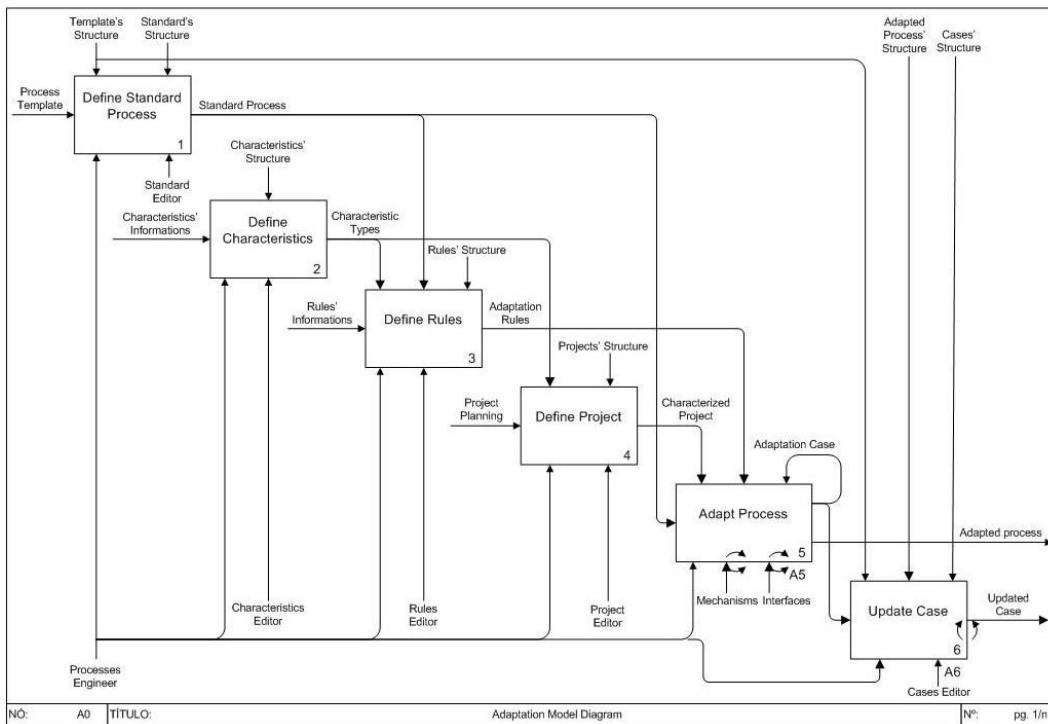 Template's
Structure
Standard's
Structure
Adapted
Process'
Structure
Cases'
Structure
Process
Template
Define Standard
Process
1
Standard Process
Standard
Editor
Characteristics'
Structure
Characteristics'
Informations
Define
Characteristics
2
Characteristic
Types
Rules' Structure
Rules'
Informations
Define Rules
3
Adaptation
Rules
Projects' Structure
Project
Planning
Define Project
4
Characterized
Project
Adaptation Case
Adapt Process
5
A5
Adapted process
Mechanisms
Interfaces
Characteristics
Editor
Rules
Editor
Project
Editor
Update Case
6
A6
Updated
Case
Cases Editor
Processes
Engineer
NÓ:
A0
TÍTULO:
Adaptation Model Diagram
Nº:
pg. 1/n